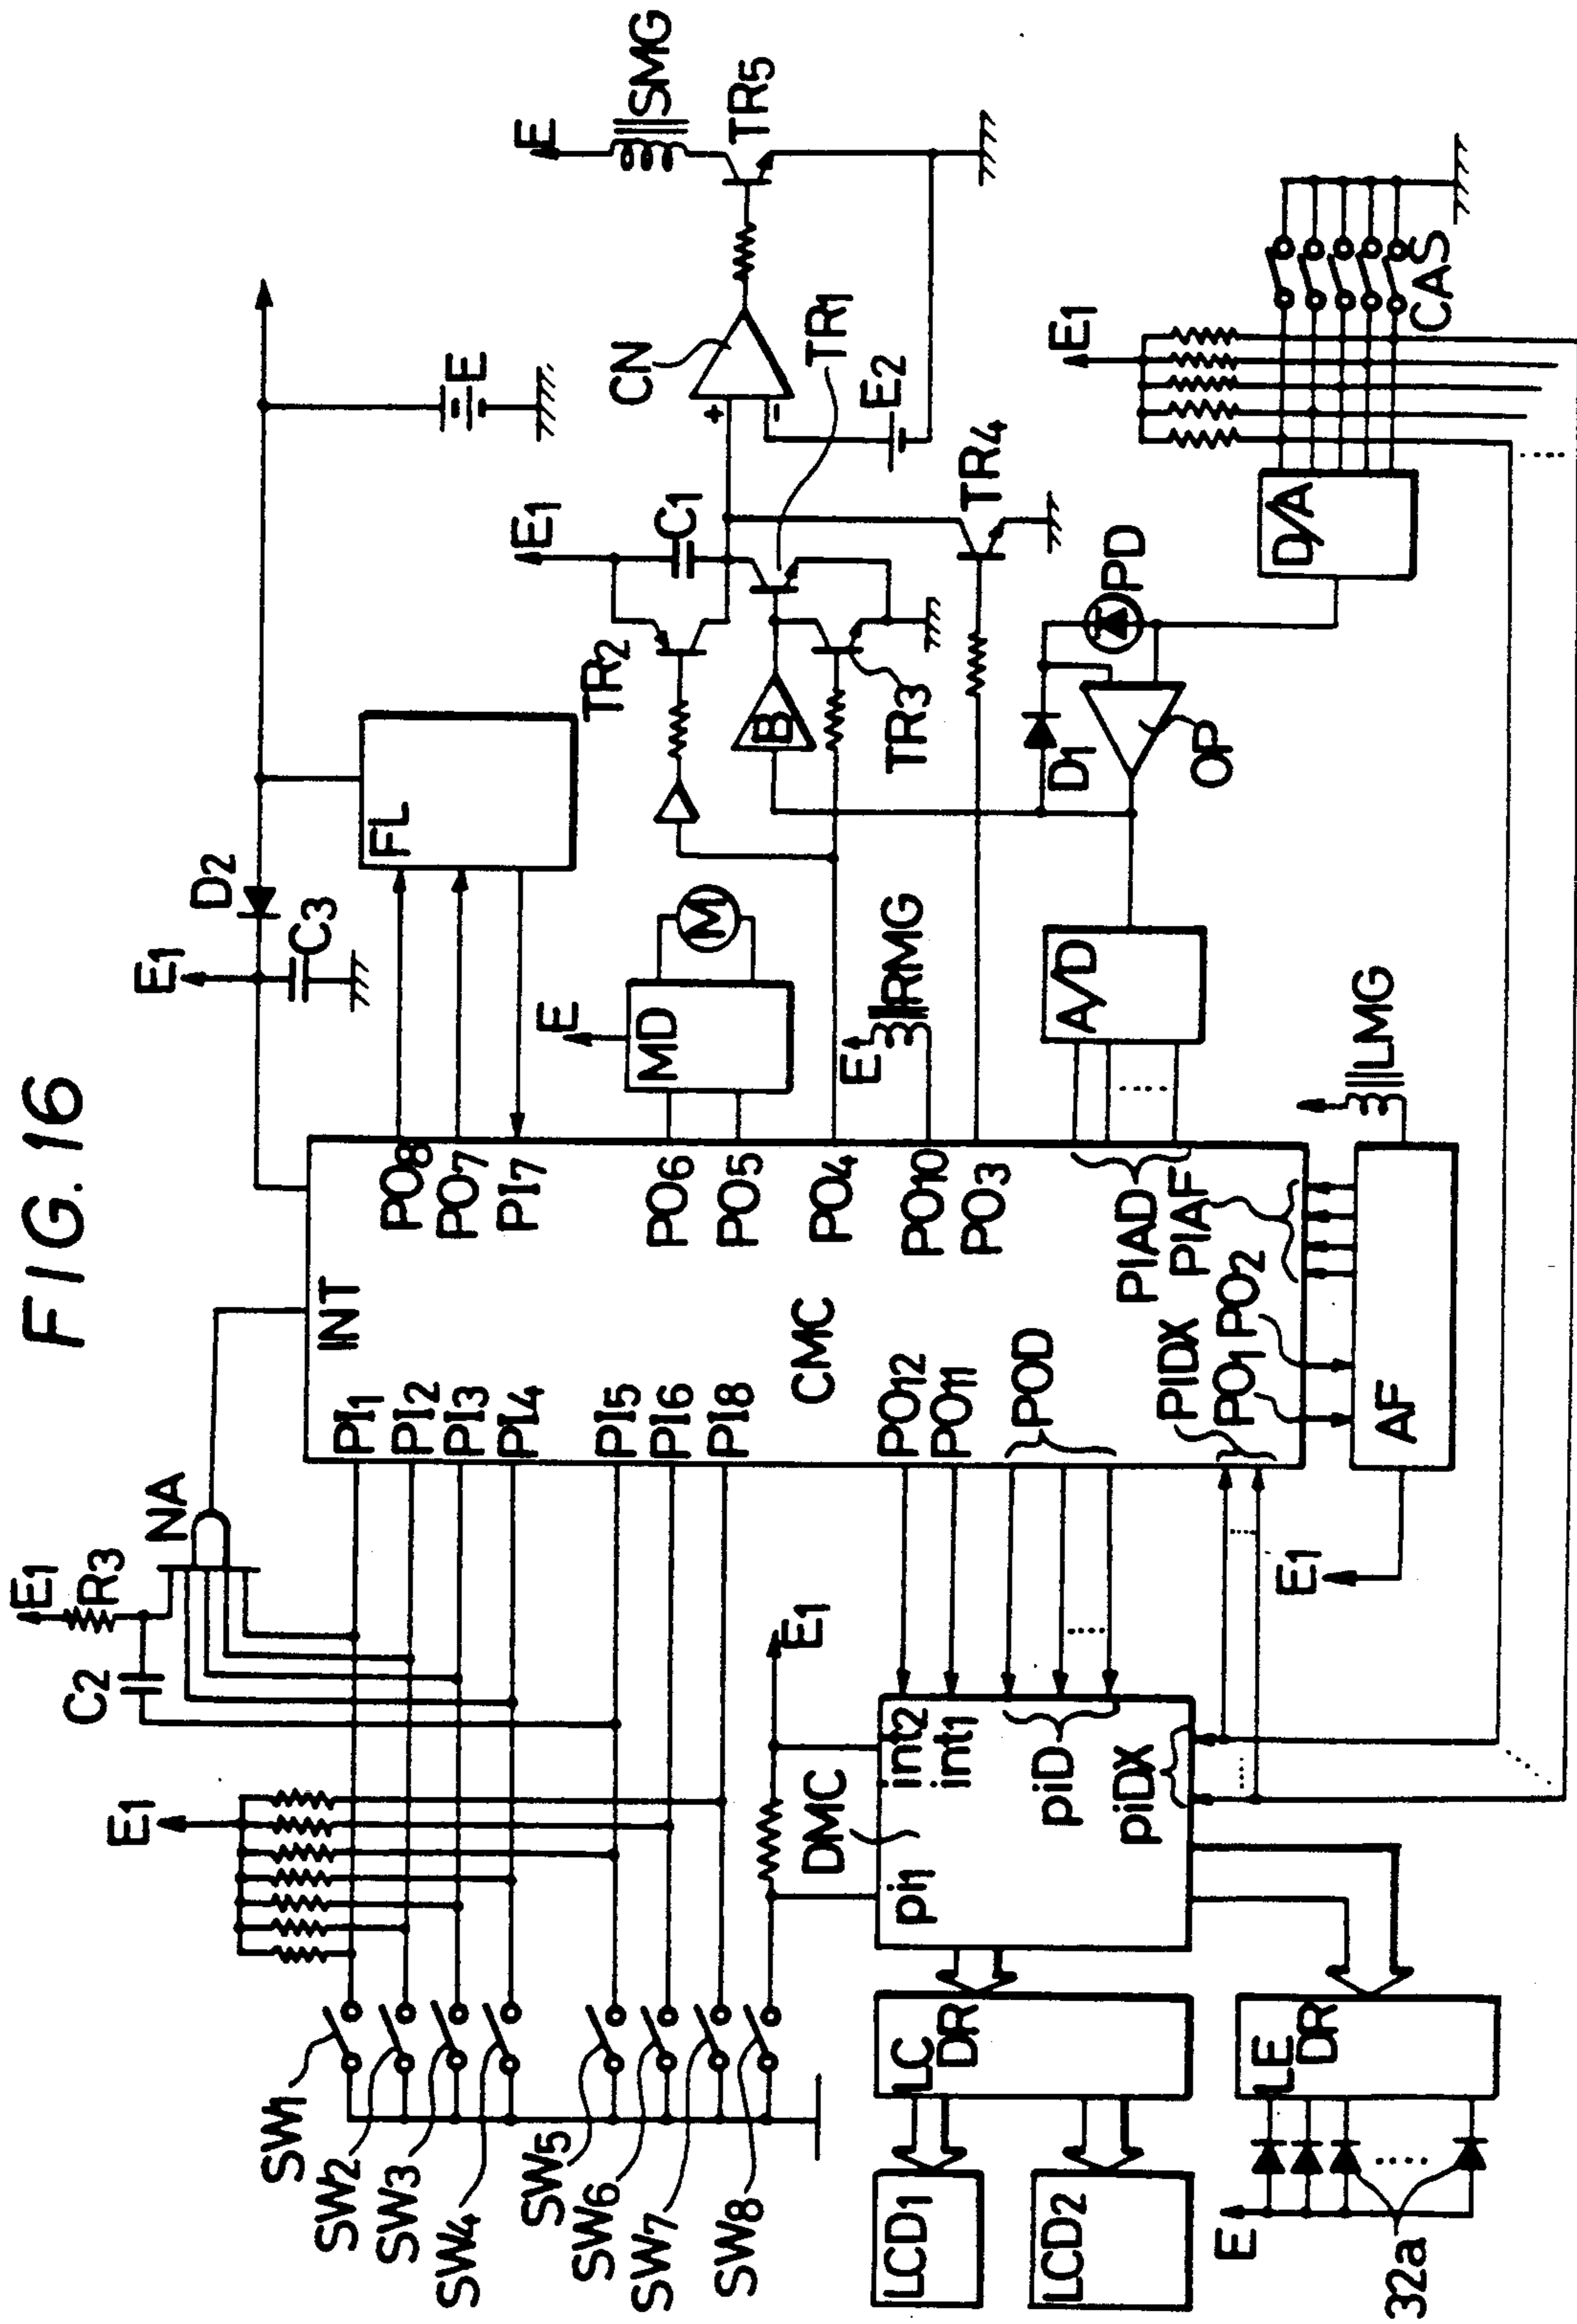 FIG. 16
E1
R3
C2
NA
E1
SW1
SW2
SW3
SW4
SW5
SW6
SW7
SW8
INT
PI1
PI2
PI3
PI4
PI5
PI6
PI8
CMC
PO12
PO11
POD
PIDX
PO1
PO2
PO8
PO7
PI7
PO6
PO5
PO4
PO10
PO3
PIAD
PIAF
E1
D2
C3
FL
E
E
MD
M
E1
RMG
TR2
E1
C1
B
TR3
TR1
CN
+
-
E2
E
SMG
TR5
TR4
D1
PD
OP
A/D
D/A
E1
CAS
LMG
AF
E1
E1
DMC
pi1
int2
int1
piD
piDX
LC
DR
LE
DR
LCD1
LCD2
E
32a